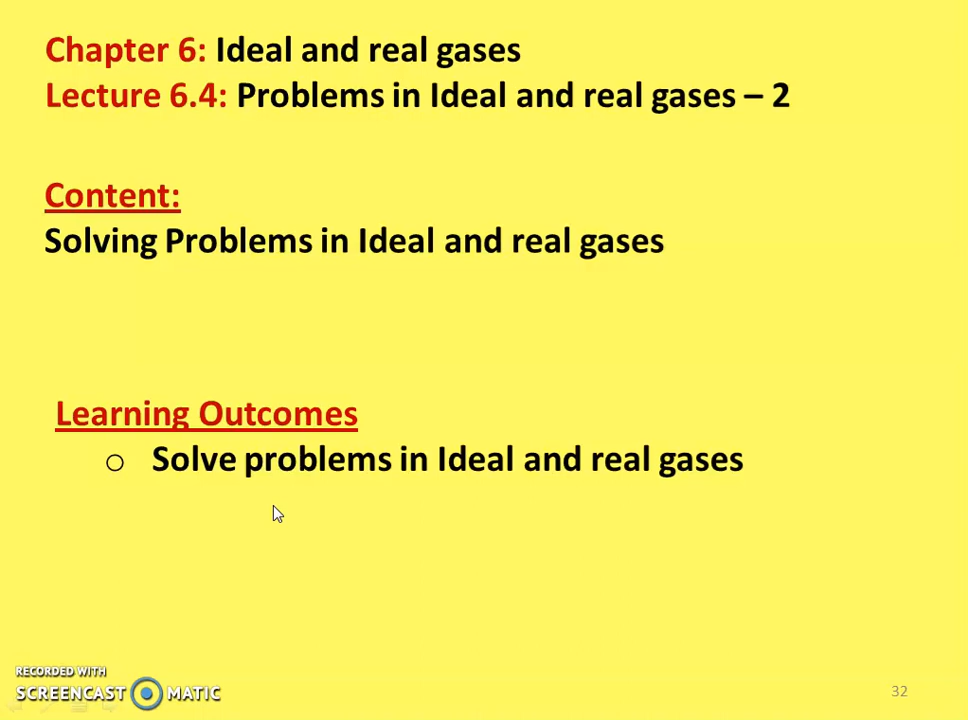 Chapter 6: Ideal and real gases
Lecture 6.4: Problems in Ideal and real gases – 2
Content:
Solving Problems in Ideal and real gases
Learning Outcomes
o Solve problems in Ideal and real gases
RECORDED WITH
SCREENCAST MATIC
32